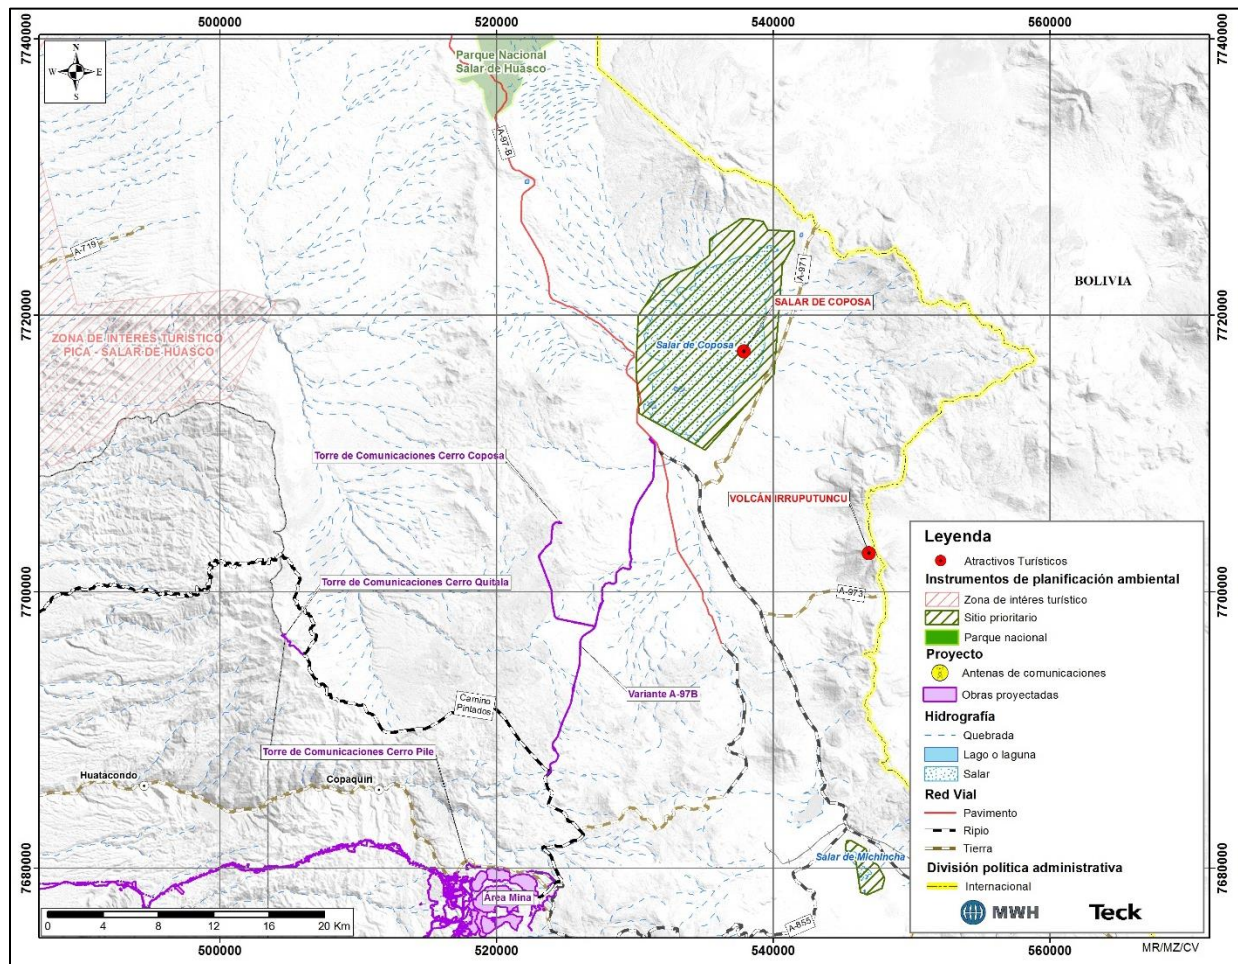 500000
520000
540000
560000
7740000
7740000
N
W
E
S
Parque Nacional
Salar de Huasco
A-97-B
A-719
A-971
BOLIVIA
SALAR DE COPOSA
7720000
7720000
ZONA DE INTERÉS TURÍSTICO
PICA - SALAR DE HUASCO
Salar de Coposa
Torre de Comunicaciones Cerro Coposa
VOLCÁN IRRUPUTUNCU
7700000
7700000
Torre de Comunicaciones Cerro Quitala
A-973
Variante A-97B
Camino
Pintados
Torre de Comunicaciones Cerro Pile
Huatacondo
Copaquiri
7680000
7680000
Salar de Michincha
Área Mina
A-855
0
4
8
12
16
20 Km
Leyenda
Atractivos Turísticos
Instrumentos de planificación ambiental
Zona de intéres turístico
Sitio prioritario
Parque nacional
Proyecto
Antenas de comunicaciones
Obras proyectadas
Hidrografía
Quebrada
Lago o laguna
Salar
Red Vial
Pavimento
Ripio
Tierra
División política administrativa
Internacional
MWH
Teck
500000
520000
540000
560000
MR/MZ/CV